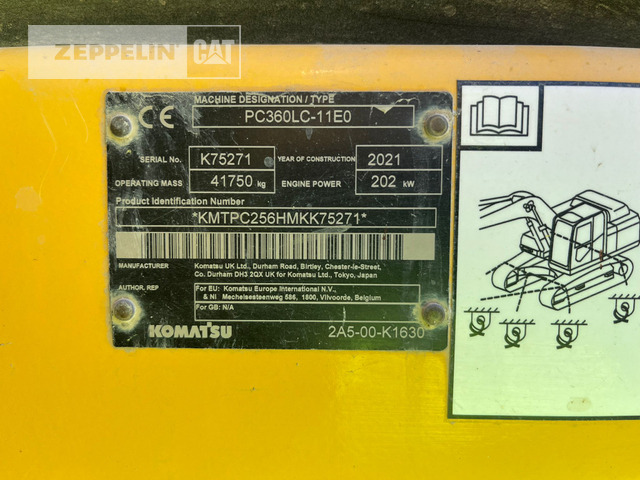 ZEPPELIN CAT
CE
MACHINE DESIGNATION / TYPE
PC360LC-11E0
SERIAL No. K75271 YEAR OF CONSTRUCTION 2021
OPERATING MASS 41750 kg ENGINE POWER 202 kW
Product Identification Number
*KMTPC256HMKK75271*
MANUFACTURER Komatsu UK Ltd., Durham Road, Birtley, Chester-le-Street,
Co. Durham DH3 2QX UK for Komatsu Ltd., Tokyo, Japan
AUTHOR. REP For EU: Komatsu Europe International N.V.,
& NI Mechelsesteenweg 586, 1800, Vilvoorde, Belgium
For GB: N/A
KOMATSU 2A5-00-K1630